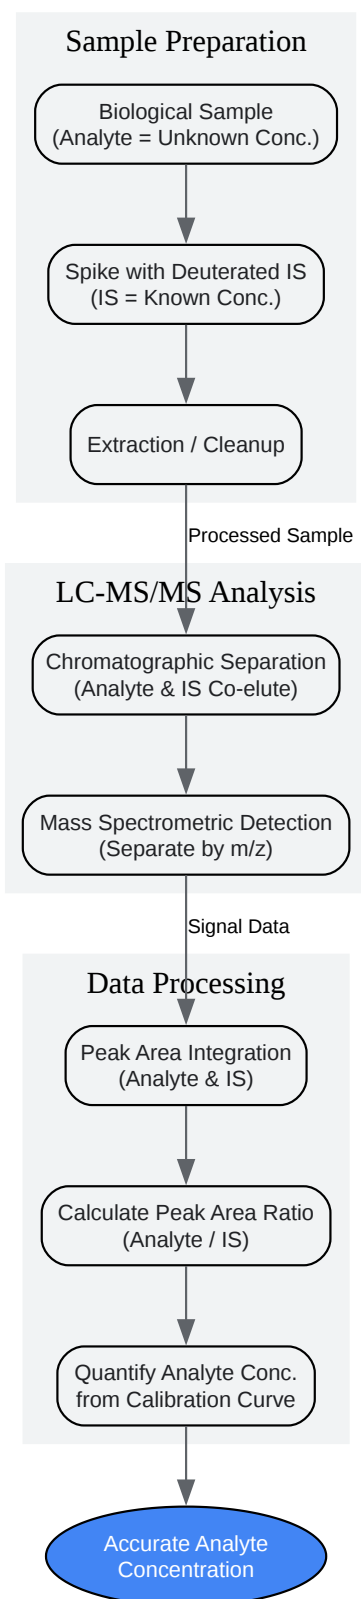 Sample Preparation
Biological Sample
(Analyte = Unknown Conc.)
Spike with Deuterated IS
(IS = Known Conc.)
Extraction / Cleanup
Processed Sample
LC-MS/MS Analysis
Chromatographic Separation
(Analyte & IS Co-elute)
Mass Spectrometric Detection
(Separate by m/z)
Signal Data
Data Processing
Peak Area Integration
(Analyte & IS)
Calculate Peak Area Ratio
(Analyte / IS)
Quantify Analyte Conc.
from Calibration Curve
Accurate Analyte
Concentration